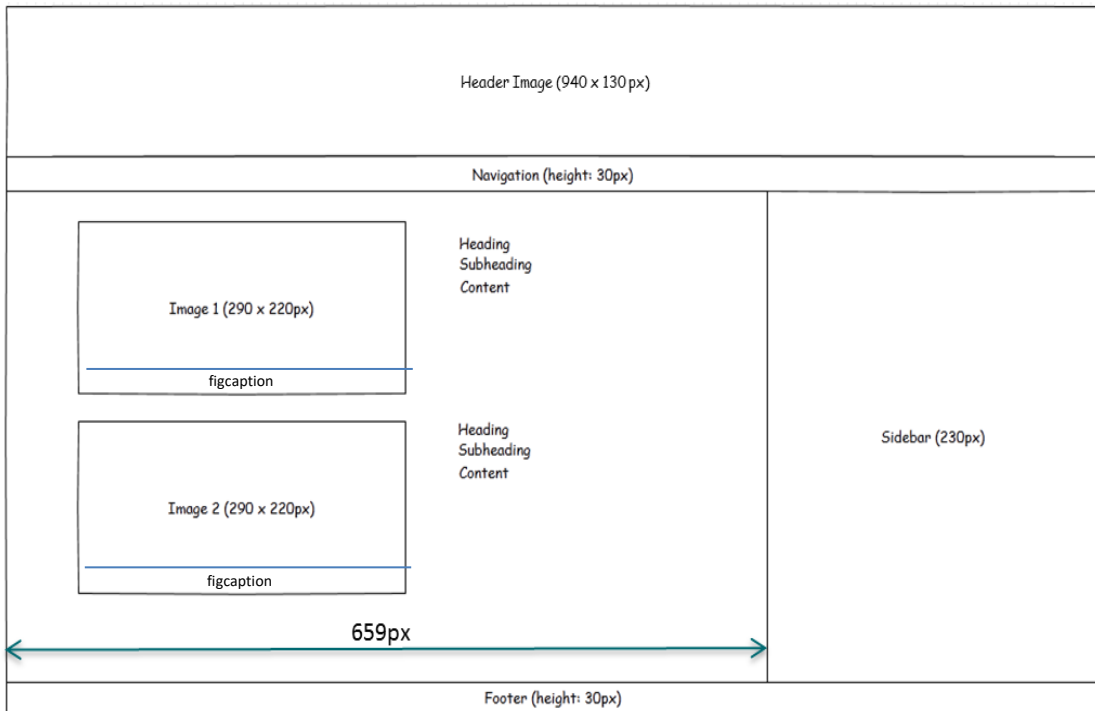 Header Image (940 x 130 px)
Navigation (height: 30px)
Image 1 (290 x 220px)
figcaption
Heading
Subheading
Content
Image 2 (290 x 220px)
figcaption
Heading
Subheading
Content
Sidebar (230px)
659px
Footer (height: 30px)